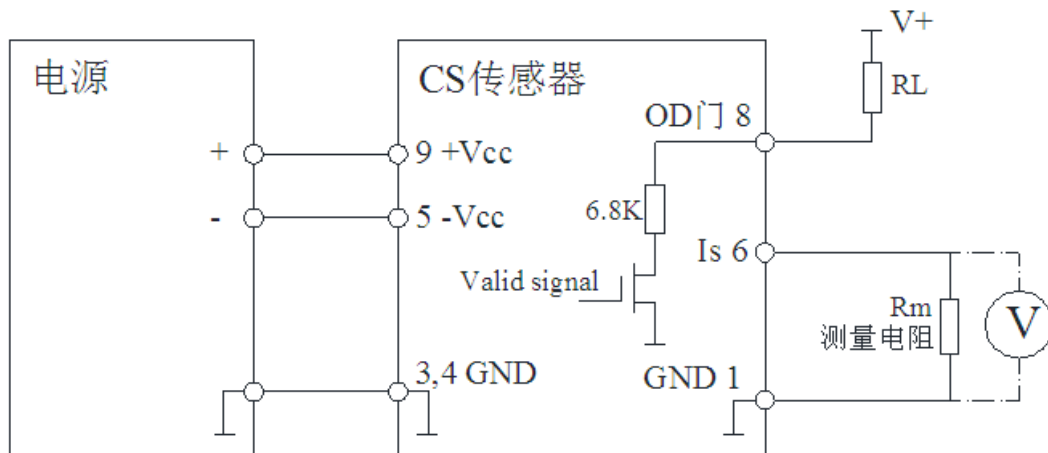 V+
电源
CS传感器
RL
OD门 8
+
9 +Vcc
6.8K
-
5 -Vcc
Is 6
Valid signal
Rm
V
测量电阻
3,4 GND
GND 1